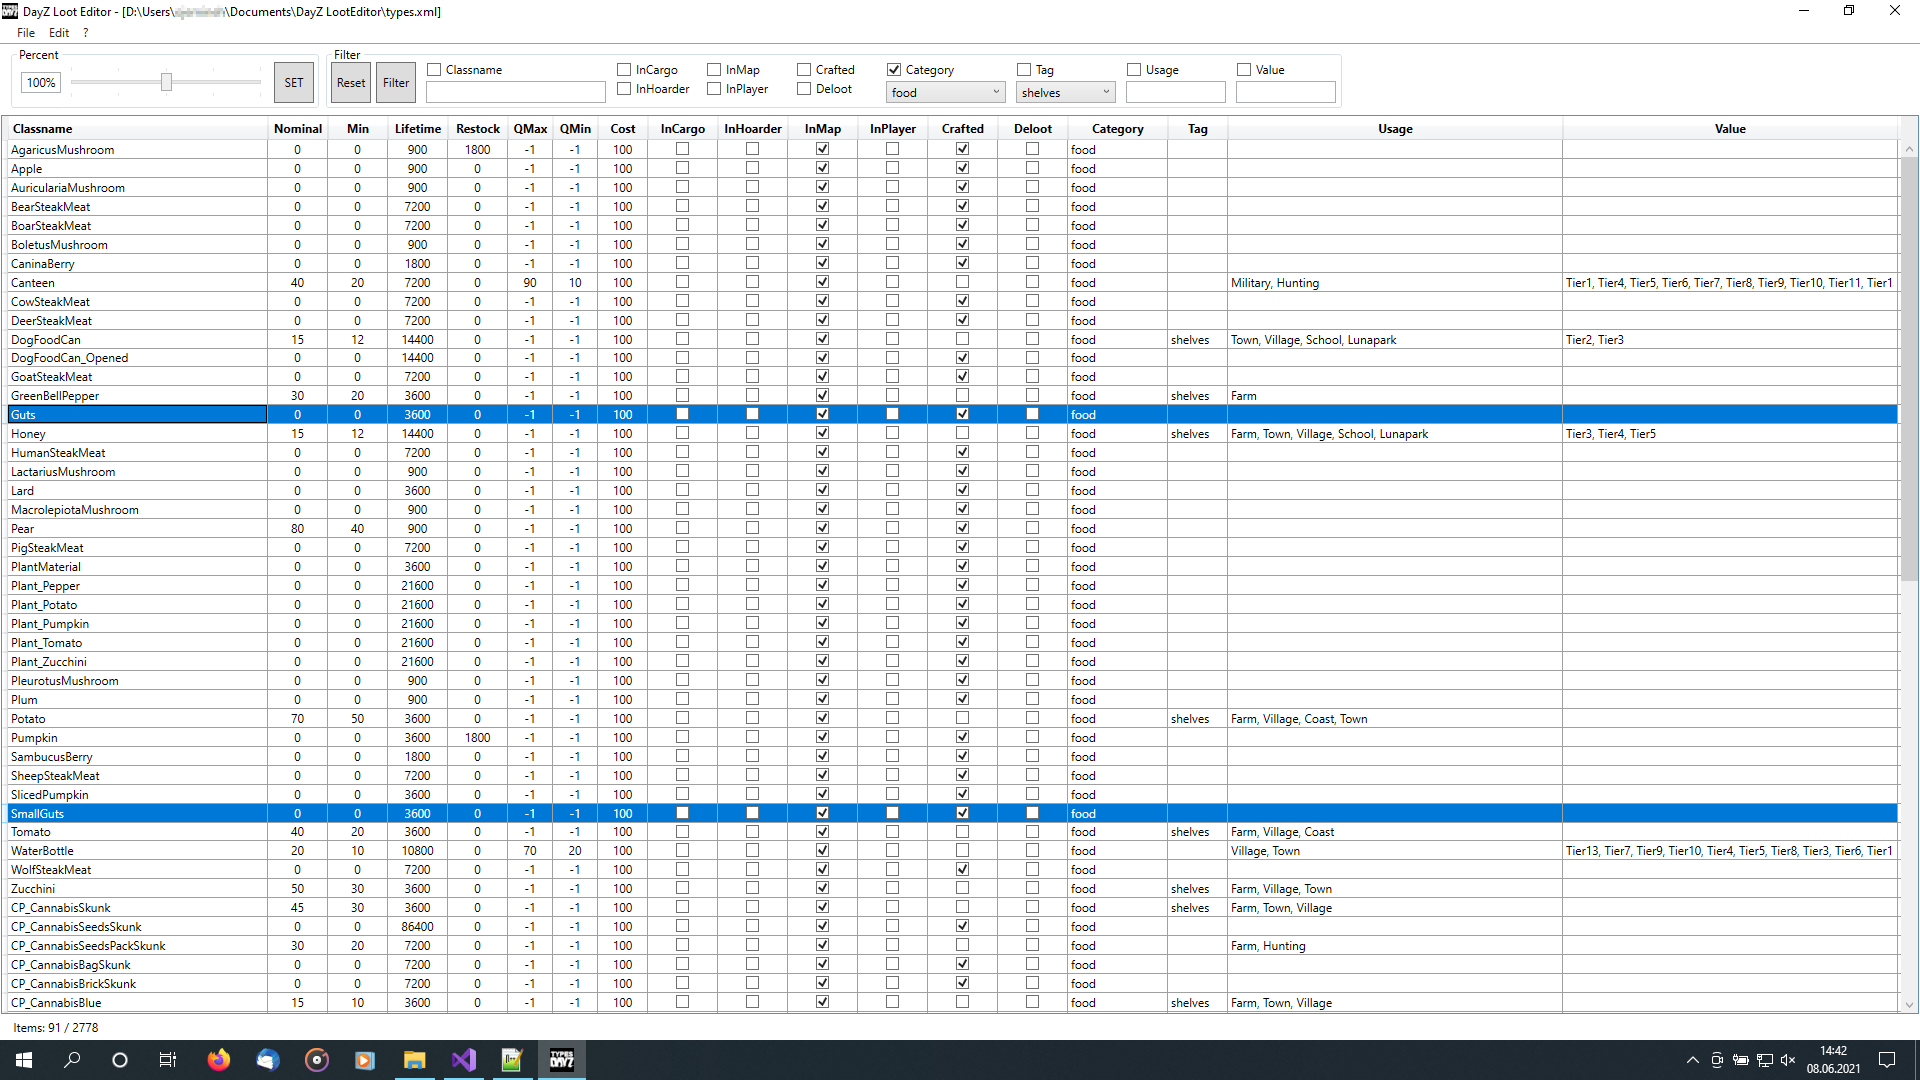 DayZ Loot Editor - [D:\Users\ \Documents\DayZ LootEditor\types.xml]
File Edit ?
Percent
100%
SET
Filter
Reset Filter
Classname
InCargo
InHoarder
InMap
InPlayer
Crafted
Deloot
Category
food
Tag
shelves
Usage
Value
Classname Nominal Min Lifetime Restock QMax QMin Cost InCargo InHoarder InMap InPlayer Crafted Deloot Category Tag Usage Value
AgaricusMushroom 0 0 900 1800 -1 -1 100 food
Apple 0 0 900 0 -1 -1 100 food
AuriculariaMushroom 0 0 900 0 -1 -1 100 food
BearSteakMeat 0 0 7200 0 -1 -1 100 food
BoarSteakMeat 0 0 7200 0 -1 -1 100 food
BoletusMushroom 0 0 900 0 -1 -1 100 food
CaninaBerry 0 0 1800 0 -1 -1 100 food
Canteen 40 20 7200 0 90 10 100 food Military, Hunting Tier1, Tier4, Tier5, Tier6, Tier7, Tier8, Tier9, Tier10, Tier11, Tier1
CowSteakMeat 0 0 7200 0 -1 -1 100 food
DeerSteakMeat 0 0 7200 0 -1 -1 100 food
DogFoodCan 15 12 14400 0 -1 -1 100 food shelves Town, Village, School, Lunapark Tier2, Tier3
DogFoodCan_Opened 0 0 14400 0 -1 -1 100 food
GoatSteakMeat 0 0 7200 0 -1 -1 100 food
GreenBellPepper 30 20 3600 0 -1 -1 100 food shelves Farm
Guts 0 0 3600 0 -1 -1 100 food
Honey 15 12 14400 0 -1 -1 100 food shelves Farm, Town, Village, School, Lunapark Tier3, Tier4, Tier5
HumanSteakMeat 0 0 7200 0 -1 -1 100 food
LactariusMushroom 0 0 900 0 -1 -1 100 food
Lard 0 0 3600 0 -1 -1 100 food
MacrolepiotaMushroom 0 0 900 0 -1 -1 100 food
Pear 80 40 900 0 -1 -1 100 food
PigSteakMeat 0 0 7200 0 -1 -1 100 food
PlantMaterial 0 0 3600 0 -1 -1 100 food
Plant_Pepper 0 0 21600 0 -1 -1 100 food
Plant_Potato 0 0 21600 0 -1 -1 100 food
Plant_Pumpkin 0 0 21600 0 -1 -1 100 food
Plant_Tomato 0 0 21600 0 -1 -1 100 food
Plant_Zucchini 0 0 21600 0 -1 -1 100 food
PleurotusMushroom 0 0 900 0 -1 -1 100 food
Plum 0 0 900 0 -1 -1 100 food
Potato 70 50 3600 0 -1 -1 100 food shelves Farm, Village, Coast, Town
Pumpkin 0 0 3600 1800 -1 -1 100 food
SambucusBerry 0 0 1800 0 -1 -1 100 food
SheepSteakMeat 0 0 7200 0 -1 -1 100 food
SlicedPumpkin 0 0 3600 0 -1 -1 100 food
SmallGuts 0 0 3600 0 -1 -1 100 food
Tomato 40 20 3600 0 -1 -1 100 food shelves Farm, Village, Coast
WaterBottle 20 10 10800 0 70 20 100 food Village, Town Tier13, Tier7, Tier9, Tier10, Tier4, Tier5, Tier8, Tier3, Tier6, Tier1
WolfSteakMeat 0 0 7200 0 -1 -1 100 food
Zucchini 50 30 3600 0 -1 -1 100 food shelves Farm, Village, Town
CP_CannabisSkunk 45 30 3600 0 -1 -1 100 food shelves Farm, Town, Village
CP_CannabisSeedsSkunk 0 0 86400 0 -1 -1 100 food
CP_CannabisSeedsPackSkunk 30 20 7200 0 -1 -1 100 food Farm, Hunting
CP_CannabisBagSkunk 0 0 7200 0 -1 -1 100 food
CP_CannabisBrickSkunk 0 0 7200 0 -1 -1 100 food
CP_CannabisBlue 15 10 3600 0 -1 -1 100 food shelves Farm, Town, Village
Items: 91 / 2778
TYPES
DAYZ
14:42
08.06.2021